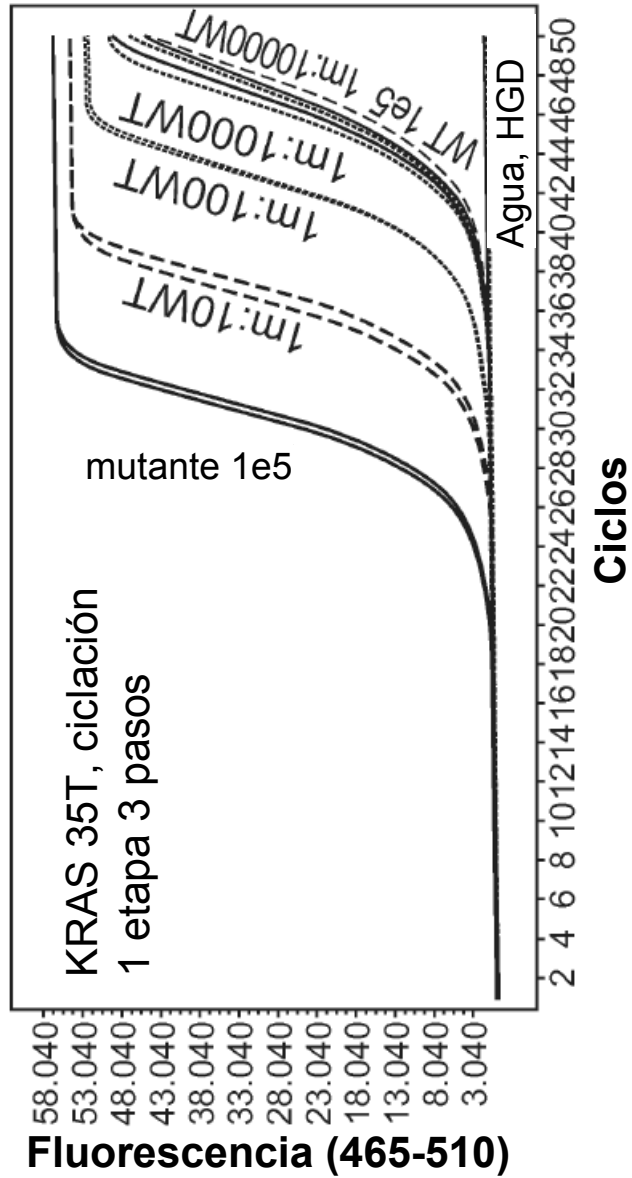 KRAS 35T, ciclación
1 etapa 3 pasos
mutante 1e5
1m:10WT
1m:100WT
1m:1000WT
WT 1e5 1m:10000WT
Agua, HGD
58.040
53.040
48.040
43.040
38.040
33.040
28.040
23.040
18.040
13.040
8.040
3.040
Fluorescencia (465-510)
2 4 6 8 10 12 14 16 18 20 22 24 26 28 30 32 34 36 38 40 42 44 46 48 50
Ciclos